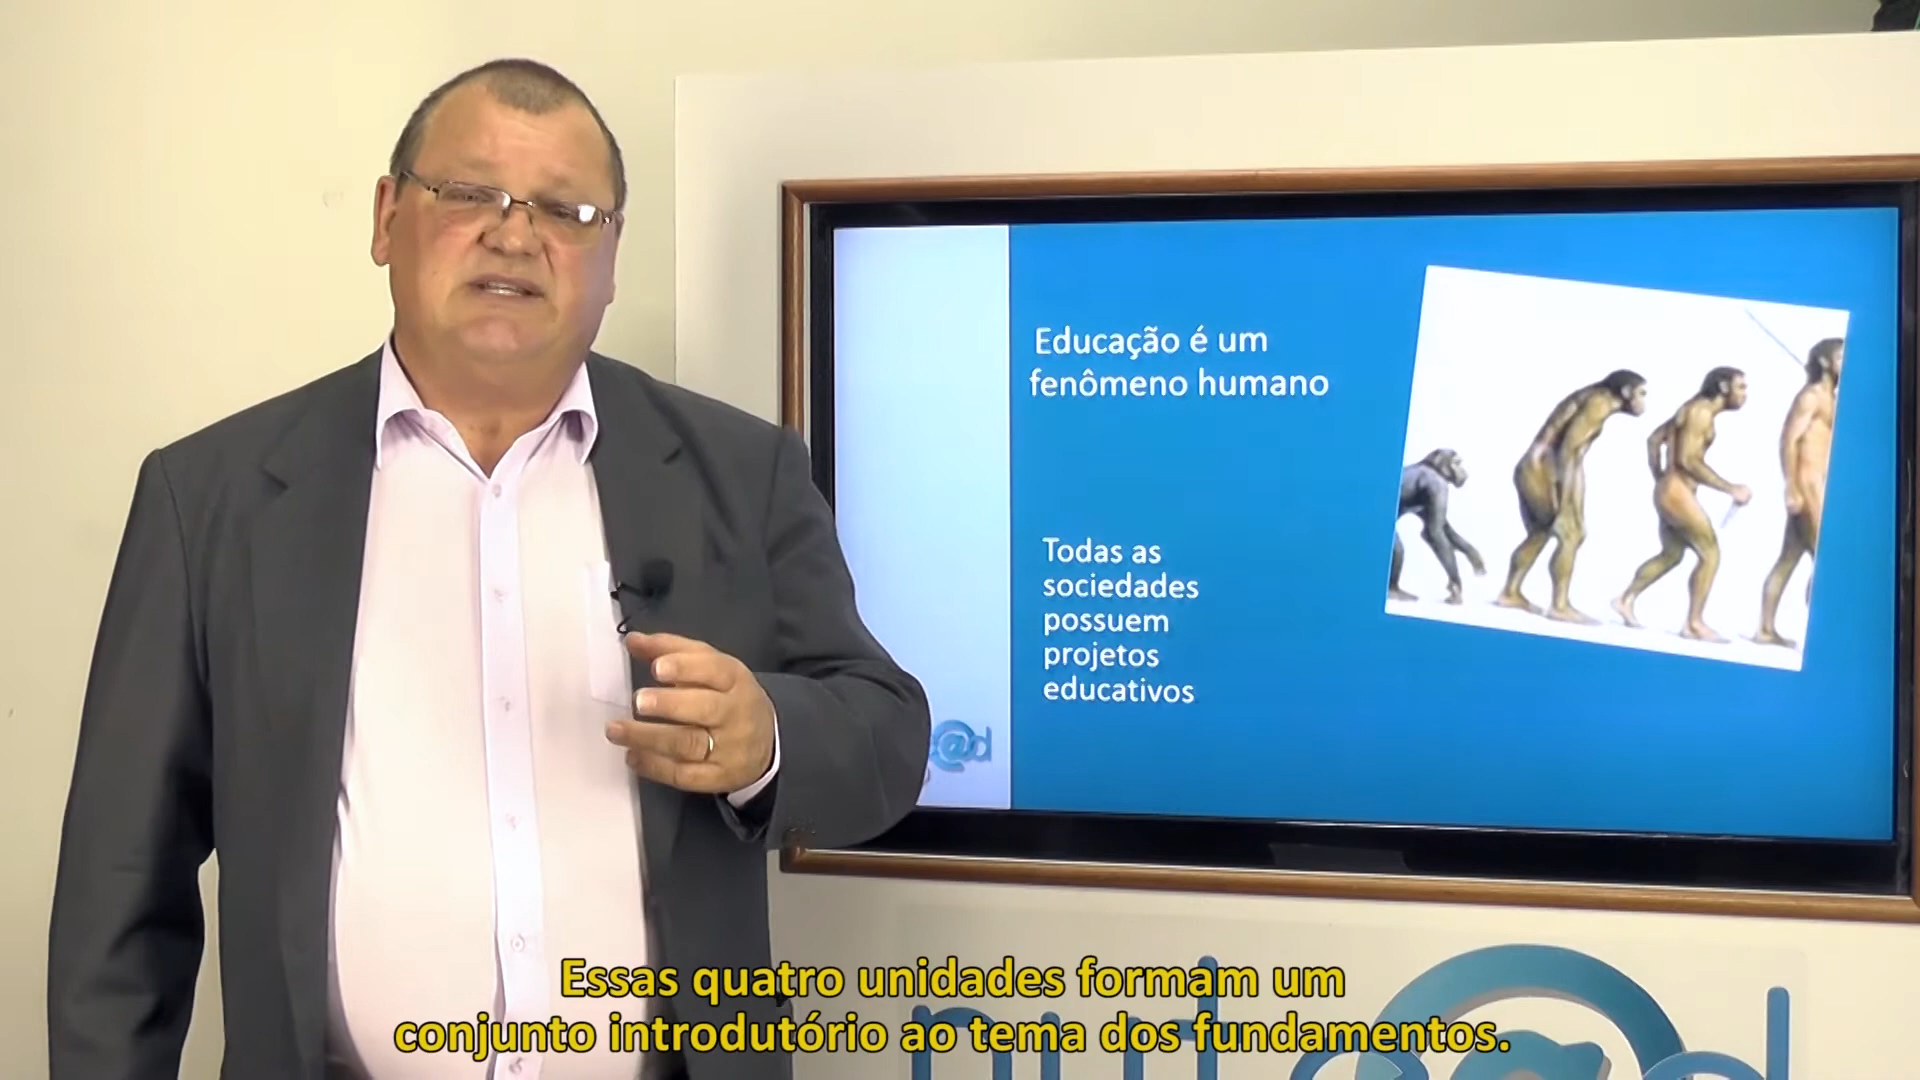 Educação é um
fenômeno humano
Todas as
sociedades
possuem
projetos
educativos
e@d
Essas quatro unidades formam um
conjunto introdutório ao tema dos fundamentos.
nute@d